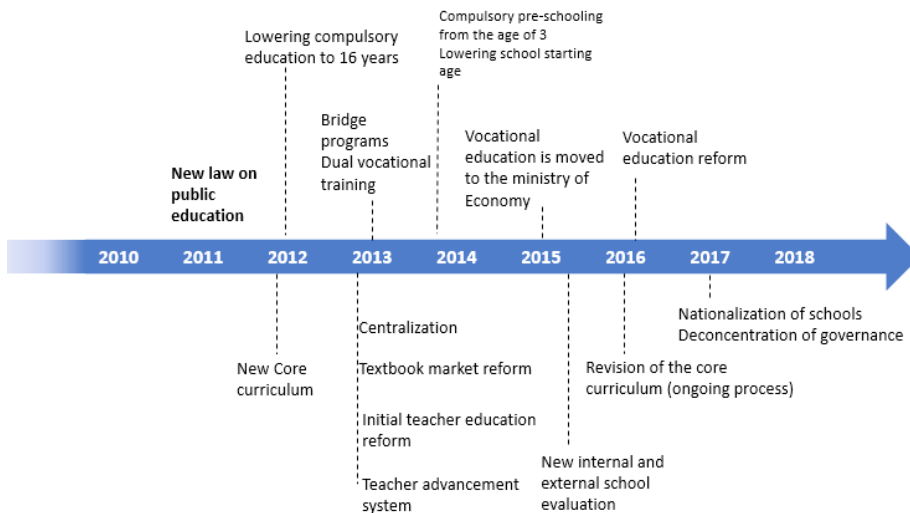 Compulsory pre-schooling
from the age of 3
Lowering school starting
age
Lowering compulsory
education to 16 years
Bridge
programs
Dual vocational
training
Vocational
education is moved
to the ministry of
Economy
Vocational
education reform
New law on
public
education
2010 2011 2012 2013 2014 2015 2016 2017 2018
Nationalization of schools
Deconcentration of governance
Centralization
New Core
curriculum
Textbook market reform
Revision of the core
curriculum (ongoing process)
Initial teacher education
reform
New internal and
external school
evaluation
Teacher advancement
system